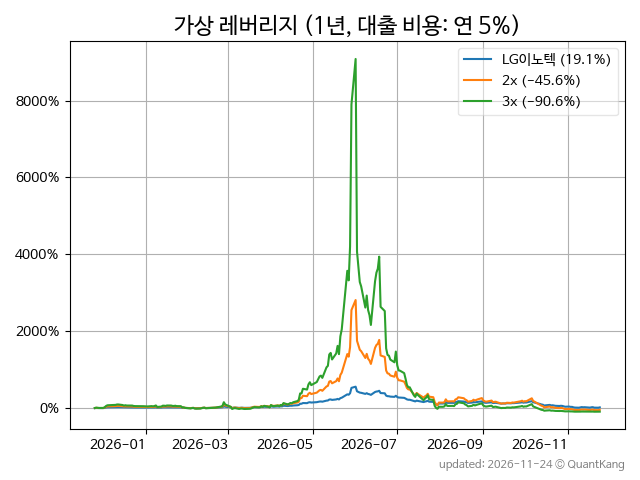 가상 레버리지 (1년, 대출 비용: 연 5%)
LG이노텍 (19.1%)
2x (-45.6%)
3x (-90.6%)
8000%
6000%
4000%
2000%
0%
2026-01 2026-03 2026-05 2026-07 2026-09 2026-11
updated: 2026-11-24 © QuantKang